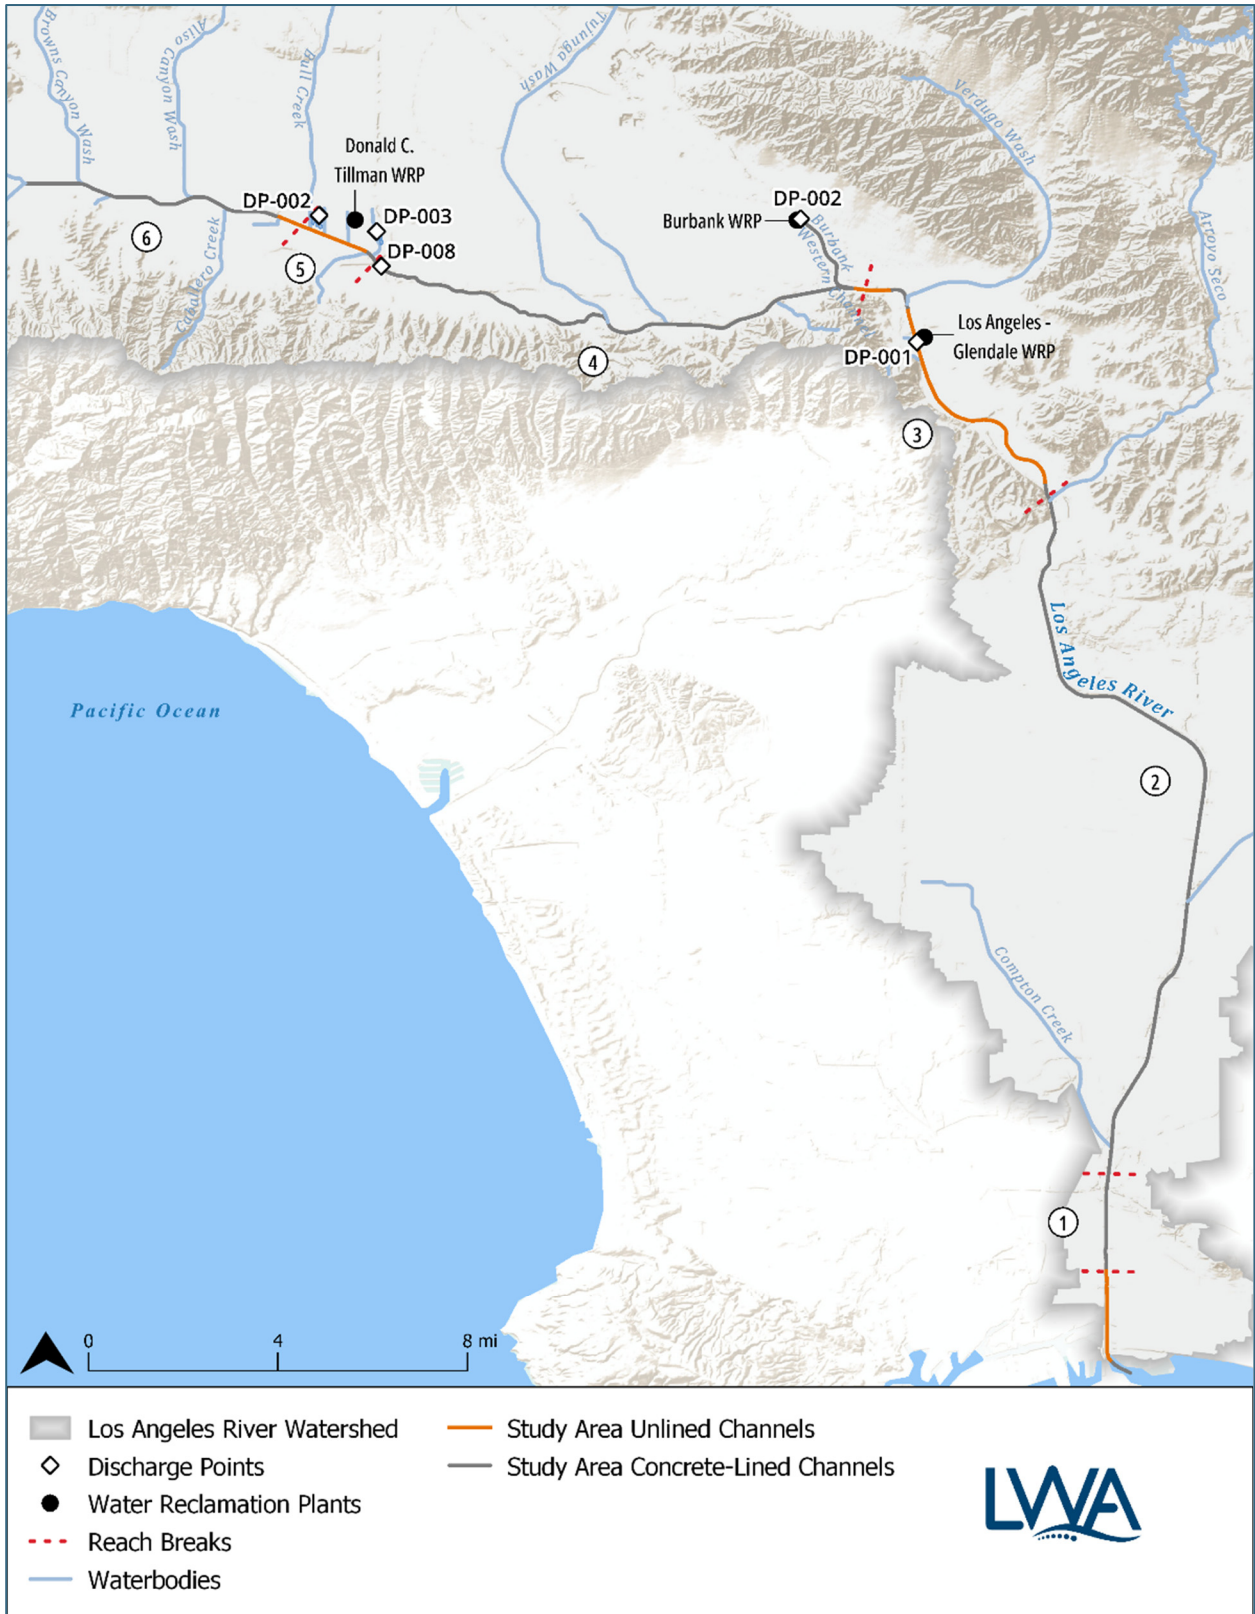 Browns Canyon Wash
Aliso Canyon Wash
Bull Creek
Tujunga Wash
Verdugo Wash
Arroyo Seco
Donald C.
Tillman WRP
DP-002
DP-003
DP-008
6
5
Caballero Creek
Burbank WRP
DP-002
Burbank
Western Channel
Los Angeles -
Glendale WRP
DP-001
4
3
Los Angeles River
Pacific Ocean
2
Compton Creek
1
0 4 8 mi
Los Angeles River Watershed
Discharge Points
Water Reclamation Plants
Reach Breaks
Waterbodies
Study Area Unlined Channels
Study Area Concrete-Lined Channels
LWA